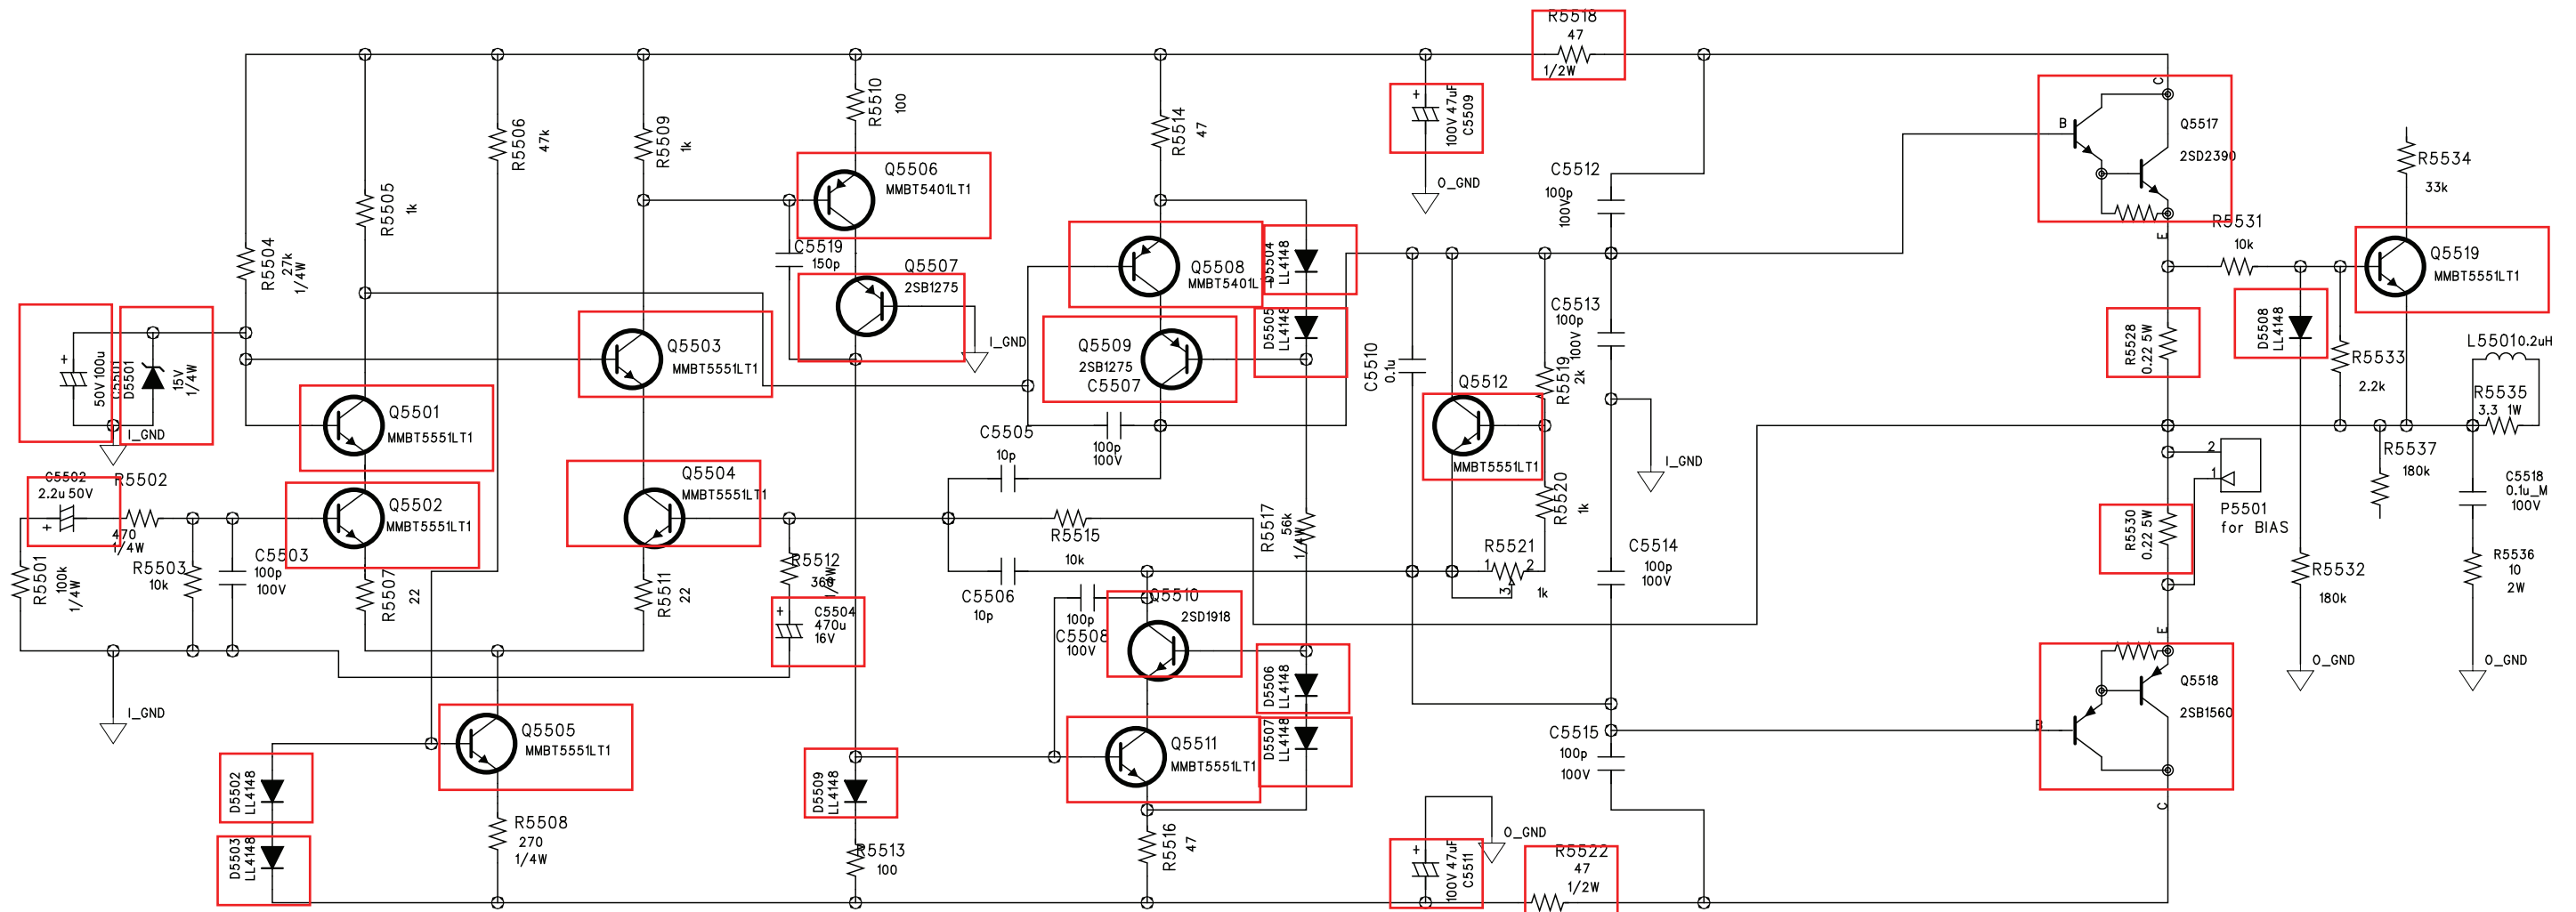 R5518
47
1/2W
100V 47uF
C5509
O_GND
R5510
100
R5506
47k
R5509
1k
R5514
47
R5505
1k
R5504
27k
1/4W
Q5506
MMBT5401LT1
C5519
150p
Q5507
2SB1275
I_GND
Q5508
MMBT5401LT1
D5504
LL4148
D5505
LL4148
Q5509
2SB1275
C5507
100p
100V
C5512
100p
100V
C5513
100p
100V
R5519
2k
C5510
0.1u
Q5512
MMBT5551LT1
R5520
1k
I_GND
B
C
E
Q5517
2SD2390
R5531
10k
R5534
33k
Q5519
MMBT5551LT1
D5508
LL4148
R5528
0.22 5W
R5533
2.2k
L5501 0.2uH
R5535
3.3 1W
50V 100u
C5501
D5501
15V
1/4W
I_GND
Q5501
MMBT5551LT1
Q5503
MMBT5551LT1
C5502
2.2u 50V
R5502
470
1/4W
Q5502
MMBT5551LT1
Q5504
MMBT5551LT1
C5505
10p
R5515
10k
C5506
10p
R5517
56k
1/4W
R5501
100k
1/4W
R5503
10k
C5503
100p
100V
R5507
22
R5511
22
R5512
360
1/4W
C5504
470u
16V
100p
C5508
100V
Q5510
2SD1918
R5521
1
2
3
1k
C5514
100p
100V
R5530
0.22 5W
2
1
P5501
for BIAS
R5537
180k
C5518
0.1u_M
100V
R5532
180k
R5536
10
2W
O_GND
O_GND
I_GND
D5506
LL4148
D5507
LL4148
Q5505
MMBT5551LT1
D5502
LL4148
D5503
LL4148
R5508
270
1/4W
D5509
LL4148
R5513
100
Q5511
MMBT5551LT1
R5516
47
C5515
100p
100V
O_GND
100V 47uF
C5511
R5522
47
1/2W
E
B
C
Q5518
2SB1560